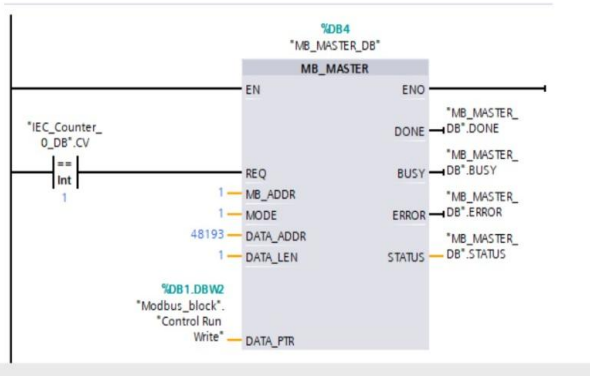 %DB4
"MB_MASTER_DB"
MB_MASTER
EN
ENO
"MB_MASTER_
DONE
DB".DONE
"IEC_Counter_
0_DB".CV
"MB_MASTER_
==
Int
1
REQ
BUSY
DB".BUSY
1
MB_ADDR
"MB_MASTER_
1
MODE
ERROR
DB".ERROR
48193
DATA_ADDR
"MB_MASTER_
1
DATA_LEN
STATUS
DB".STATUS
%DB1.DBW2
"Modbus_block".
"Control Run
Write"
DATA_PTR